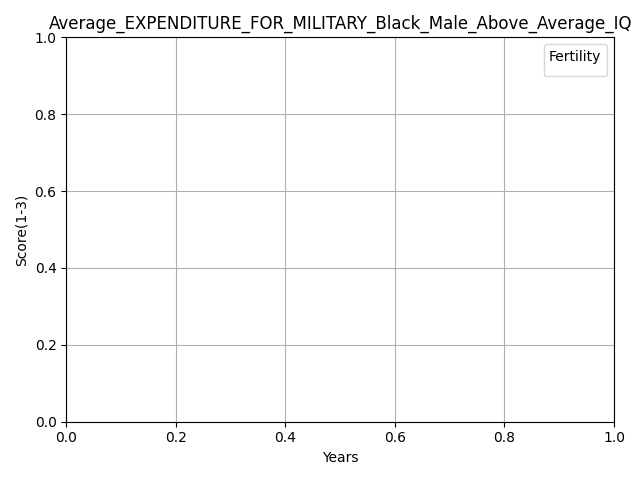 Average_EXPENDITURE_FOR_MILITARY_Black_Male_Above_Average_IQ
Fertility
1.0
0.8
0.6
0.4
0.2
0.0
Score(1-3)
0.0 0.2 0.4 0.6 0.8 1.0
Years